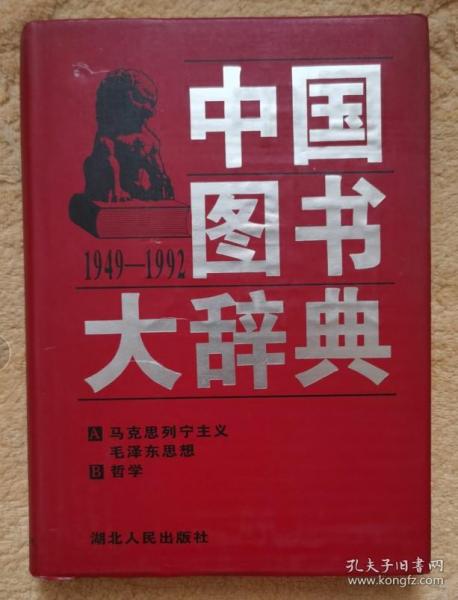 中国
图书
1949—1992
大辞典
A 马克思列宁主义
毛泽东思想
B 哲学
湖北人民出版社
孔夫子旧书网
www.kongfz.com